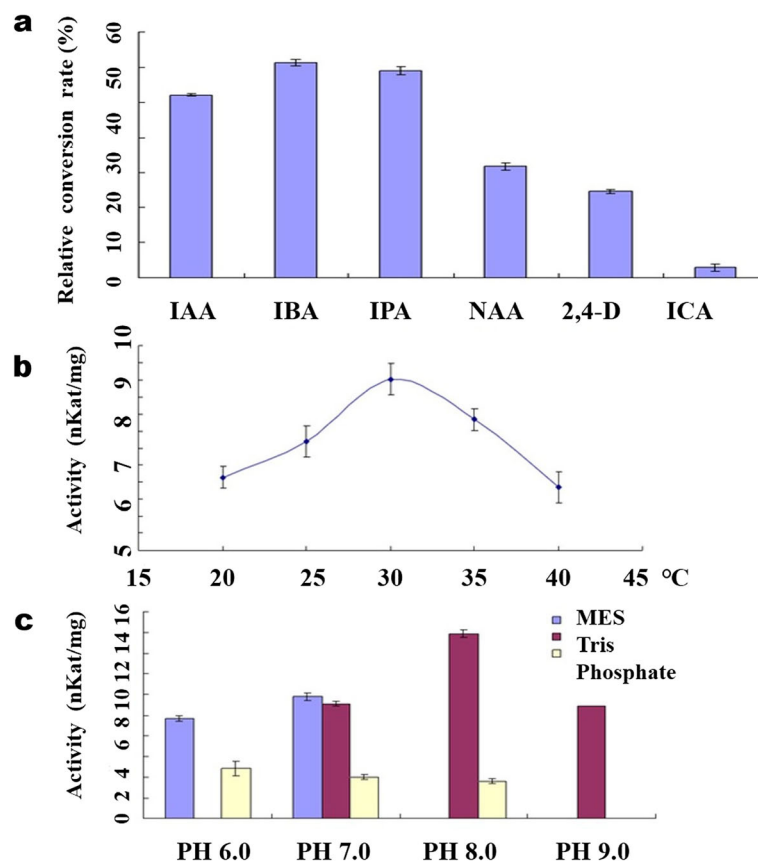 a
Relative conversion rate (%)
60
50
40
30
20
10
0
IAA IBA IPA NAA 2,4-D ICA
b
Activity (nKat/mg)
10
9
8
7
6
5
15 20 25 30 35 40 45 °C
c
Activity (nKat/mg)
16
14
12
10
8
6
4
2
0
MES
Tris
Phosphate
PH 6.0 PH 7.0 PH 8.0 PH 9.0